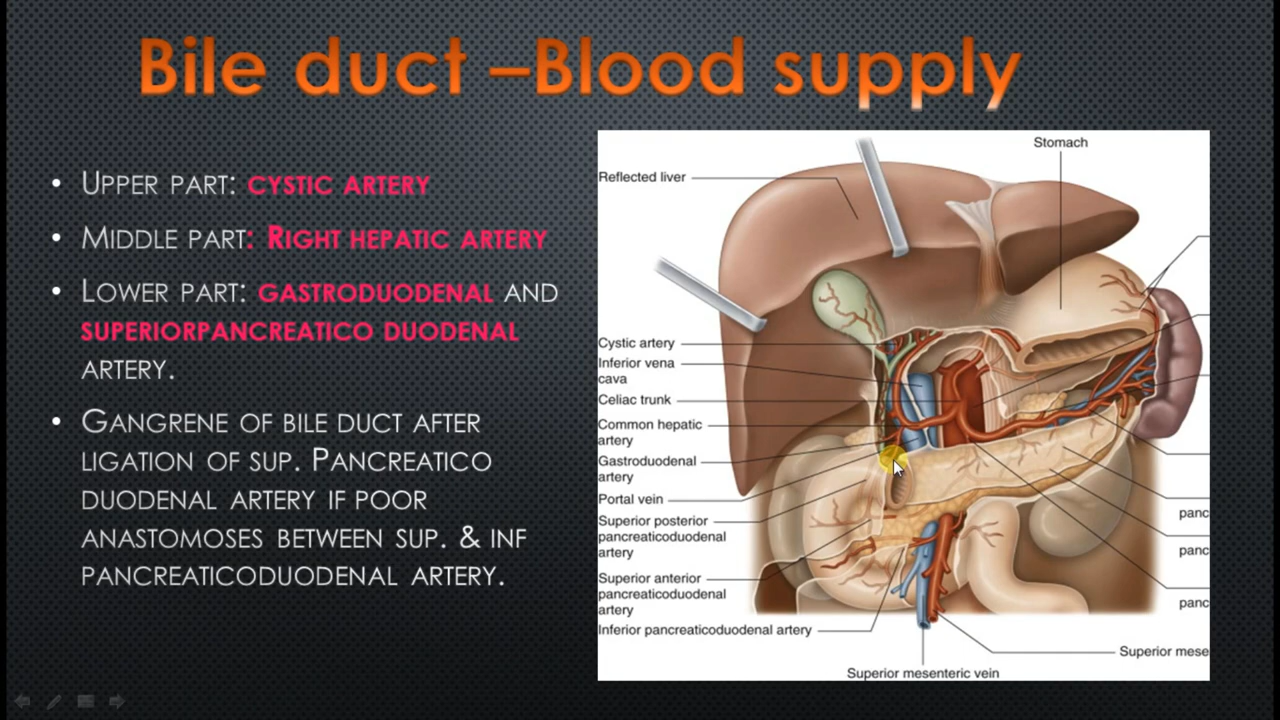 Bile duct –Blood supply
• Upper part: cystic artery
• Middle part: Right hepatic artery
• Lower part: gastroduodenal and
superiorpancreatico duodenal
artery.
• Gangrene of bile duct after
ligation of sup. Pancreatico
duodenal artery if poor
anastomoses between sup. & inf
pancreaticoduodenal artery.
Stomach
Reflected liver
Cystic artery
Inferior vena
cava
Celiac trunk
Common hepatic
artery
Gastroduodenal
artery
Portal vein
Superior posterior
pancreaticoduodenal
artery
Superior anterior
pancreaticoduodenal
artery
Inferior pancreaticoduodenal artery
panc
panc
panc
Superior mese
Superior mesenteric vein